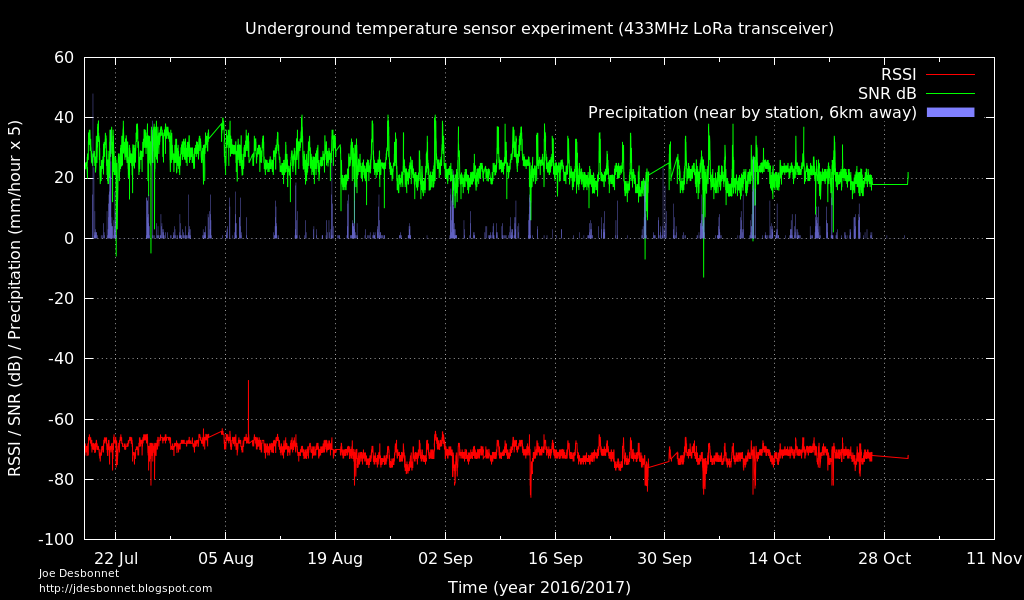 Underground temperature sensor experiment (433MHz LoRa transceiver)
RSSI
SNR dB
Precipitation (near by station, 6km away)
RSSI / SNR (dB) / Precipitation (mm/hour x 5)
60
40
20
0
-20
-40
-60
-80
-100
22 Jul 05 Aug 19 Aug 02 Sep 16 Sep 30 Sep 14 Oct 28 Oct 11 Nov
Time (year 2016/2017)
Joe Desbonnet
http://jdesbonnet.blogspot.com